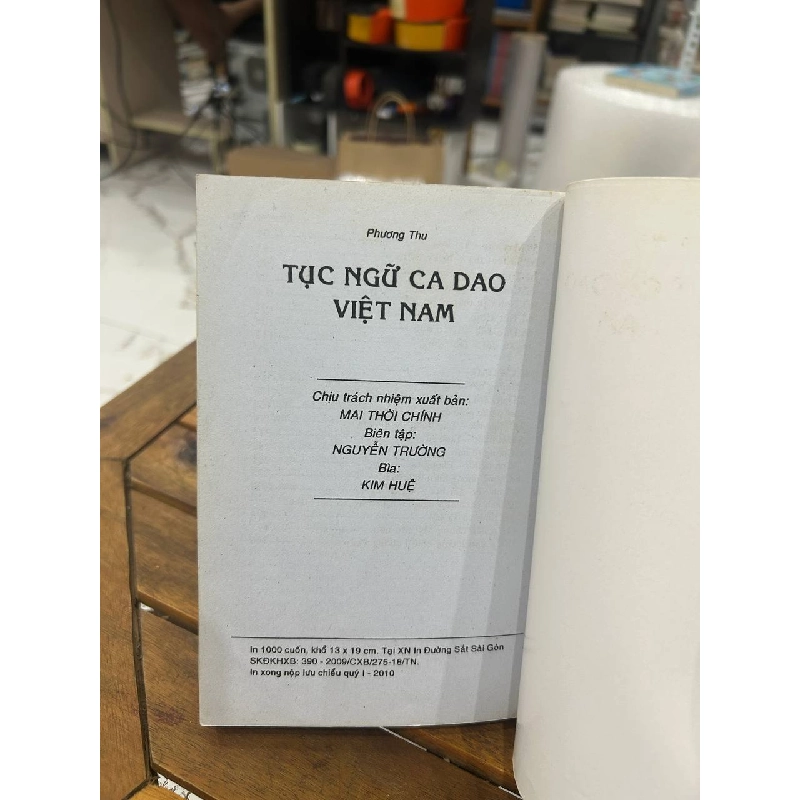 Phương Thu
TỤC NGỮ CA DAO
VIỆT NAM
Chịu trách nhiệm xuất bản:
MAI THỜI CHÍNH
Biên tập:
NGUYỄN TRƯỜNG
Bìa:
KIM HUỆ
In 1000 cuốn, khổ 13 x 19 cm. Tại XN In Đường Sắt Sài Gòn
SKĐKHXB: 390 - 2009/CXB/275-18/TN.
In xong nộp lưu chiểu quý I - 2010